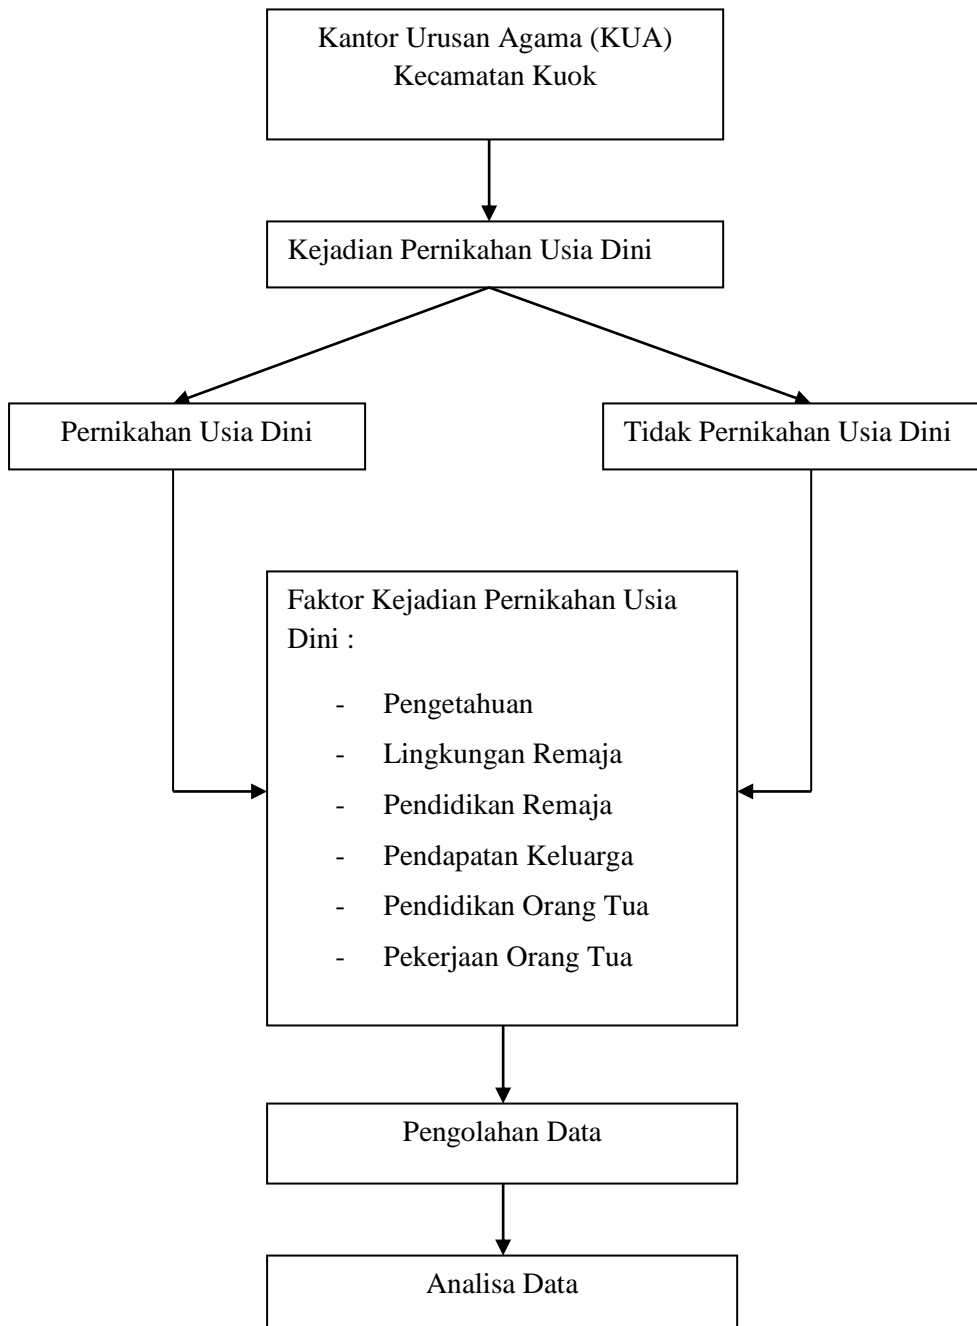 Kantor Urusan Agama (KUA)
Kecamatan Kuok
Kejadian Pernikahan Usia Dini
Pernikahan Usia Dini
Tidak Pernikahan Usia Dini
Faktor Kejadian Pernikahan Usia
Dini :
- Pengetahuan
- Lingkungan Remaja
- Pendidikan Remaja
- Pendapatan Keluarga
- Pendidikan Orang Tua
- Pekerjaan Orang Tua
Pengolahan Data
Analisa Data